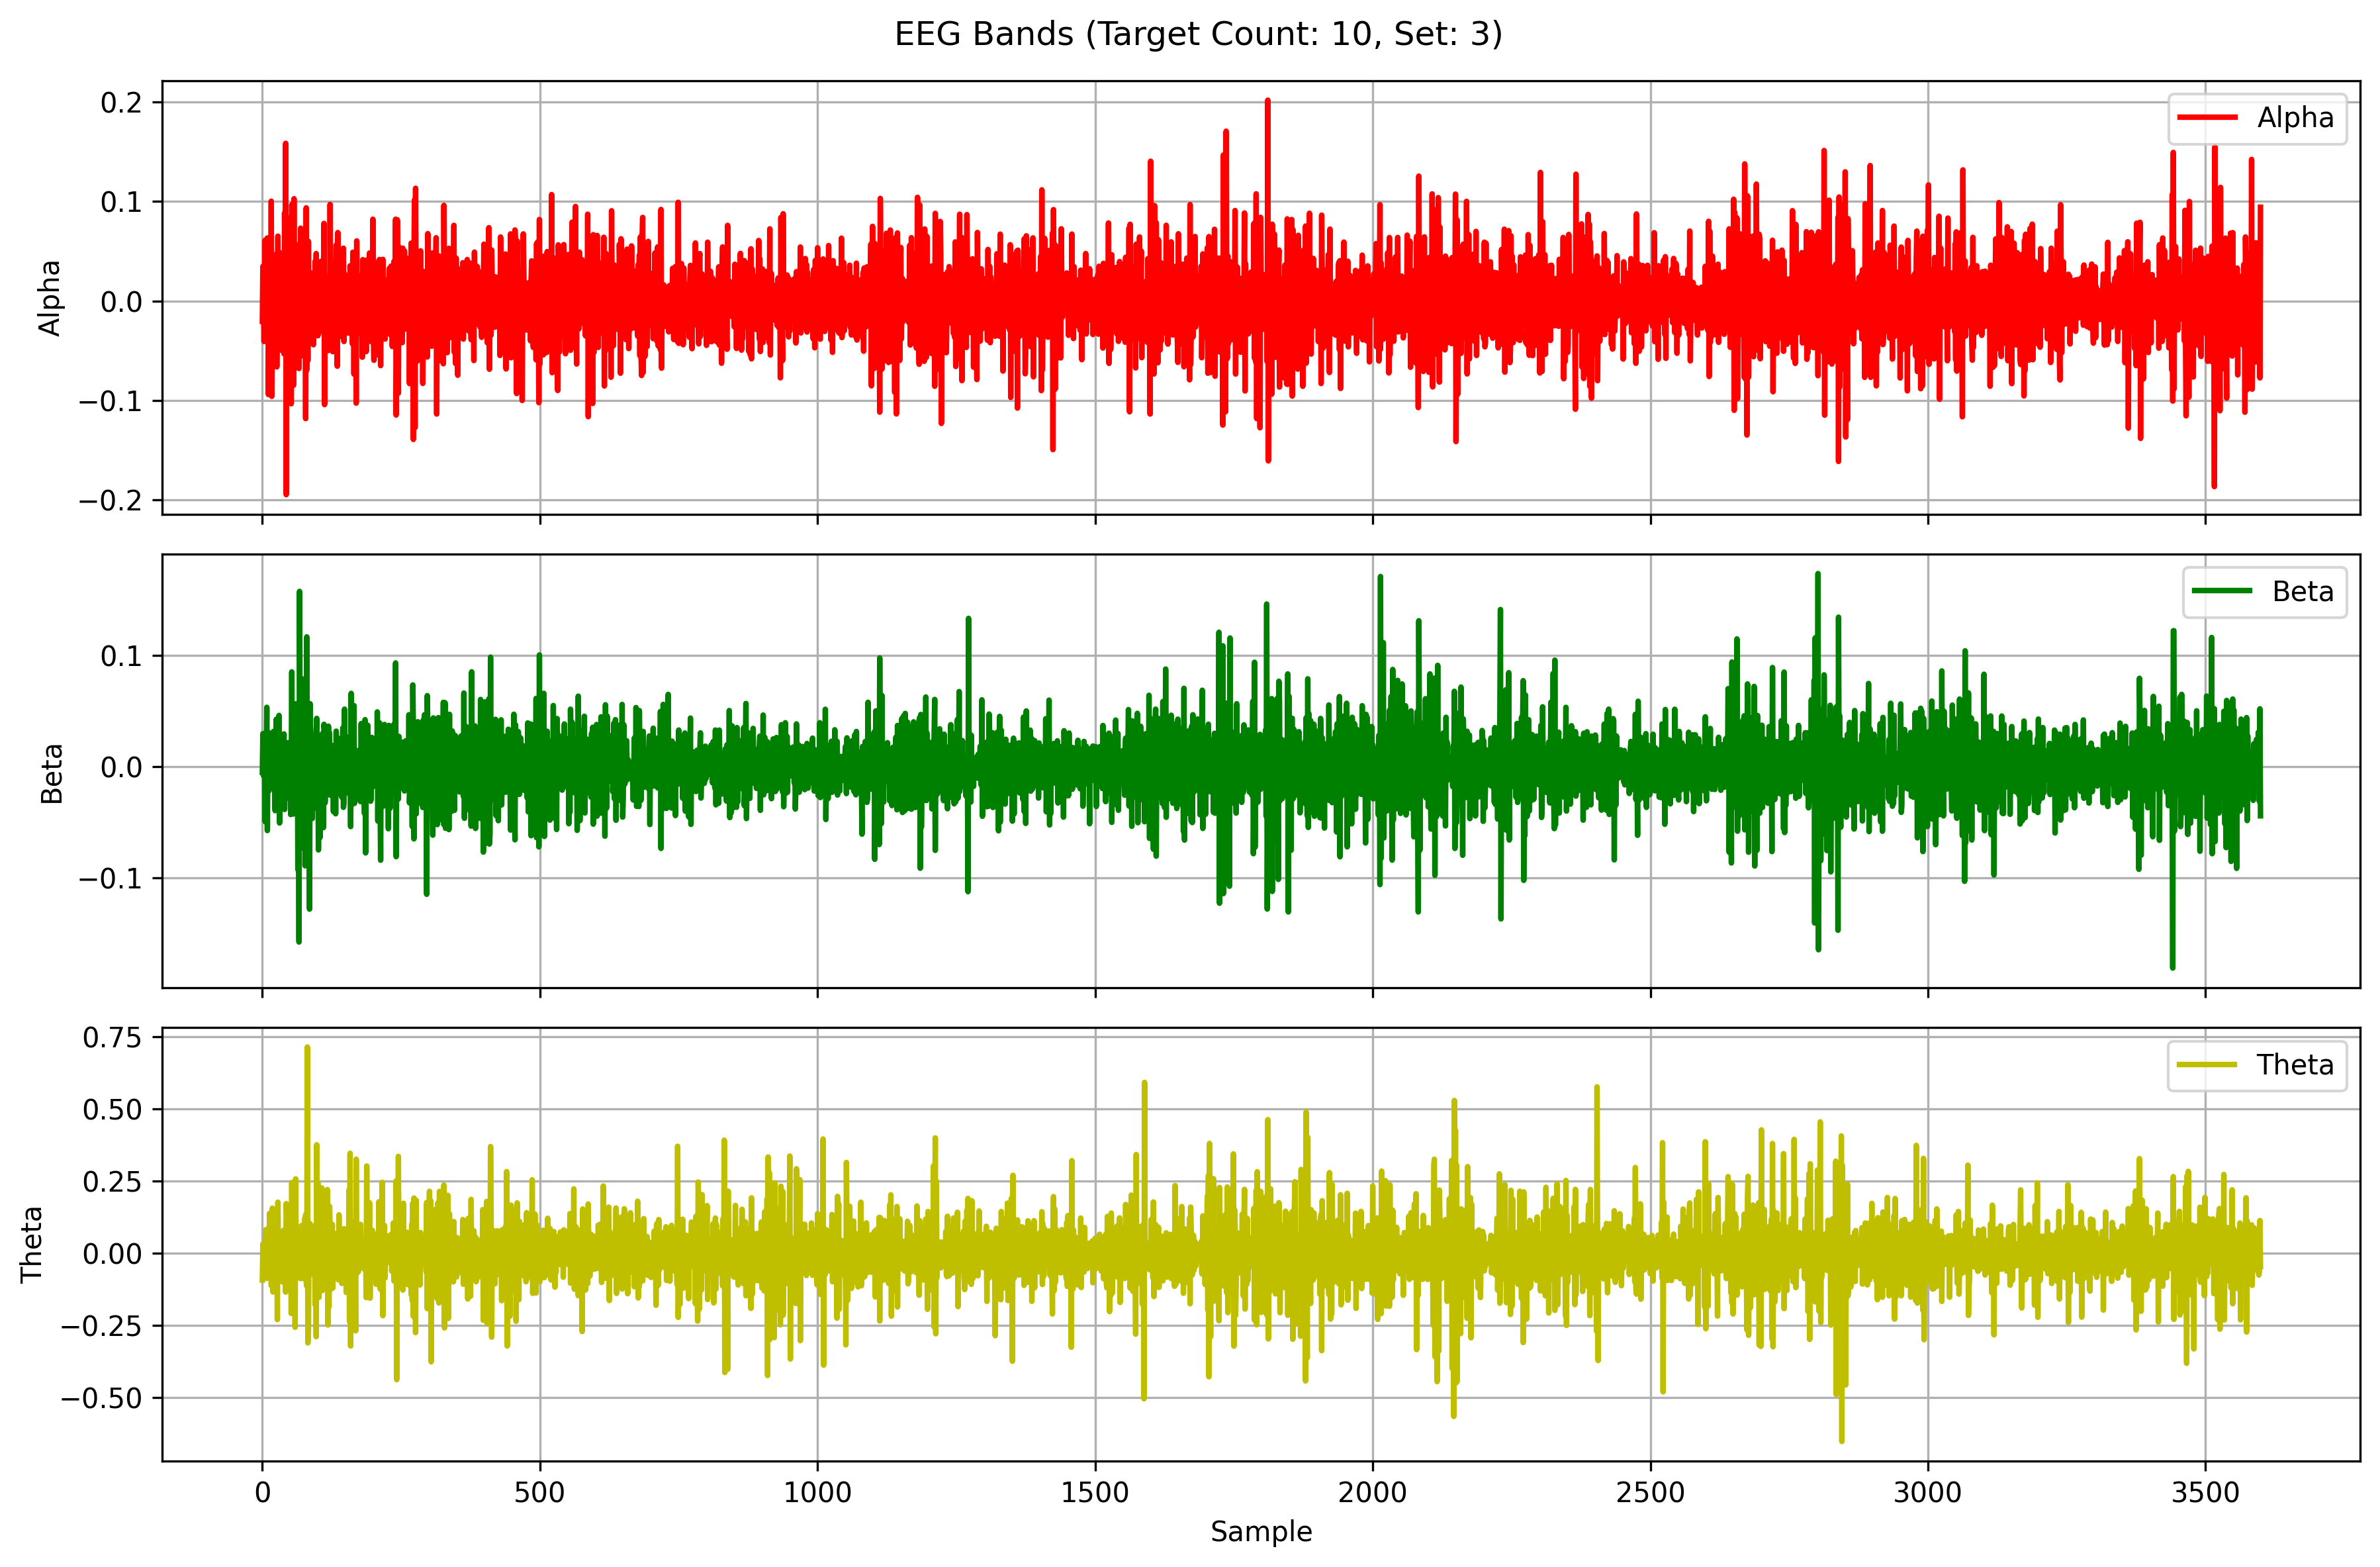 EEG Bands (Target Count: 10, Set: 3)
0.2
0.1
0.0
−0.1
−0.2
Alpha
Alpha
0.1
0.0
−0.1
Beta
Beta
0.75
0.50
0.25
0.00
−0.25
−0.50
Theta
Theta
0 500 1000 1500 2000 2500 3000 3500
Sample